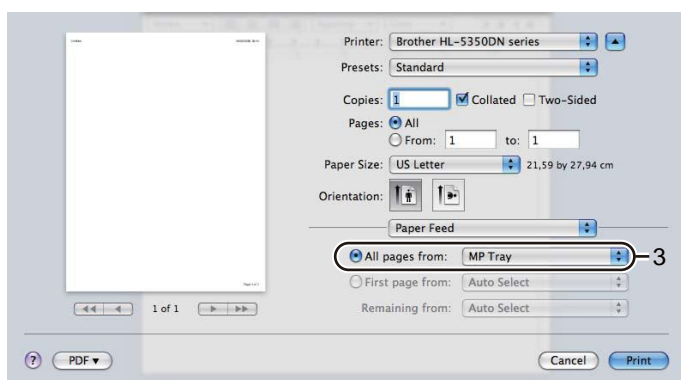 Printer: Brother HL-5350DN series
Presets: Standard
Copies: 1 Collated Two-Sided
Pages: All
From: 1 to: 1
Paper Size: US Letter 21,59 by 27,94 cm
Orientation:
Paper Feed
All pages from: MP Tray 3
First page from: Auto Select
1 of 1
Remaining from: Auto Select
? PDF Cancel Print